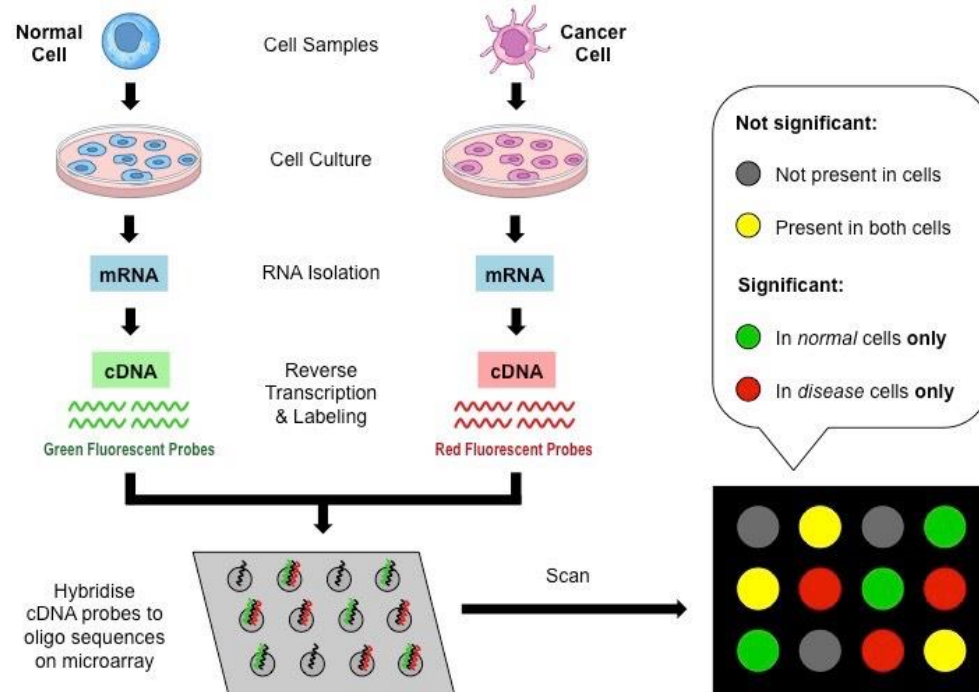 Normal
Cell
Cell Samples
Cancer
Cell
Cell Culture
mRNA
RNA Isolation
mRNA
cDNA
Reverse
Transcription
& Labeling
cDNA
Green Fluorescent Probes
Red Fluorescent Probes
Hybridise
cDNA probes to
oligo sequences
on microarray
Scan
Not significant:
Not present in cells
Present in both cells
Significant:
In normal cells only
In disease cells only